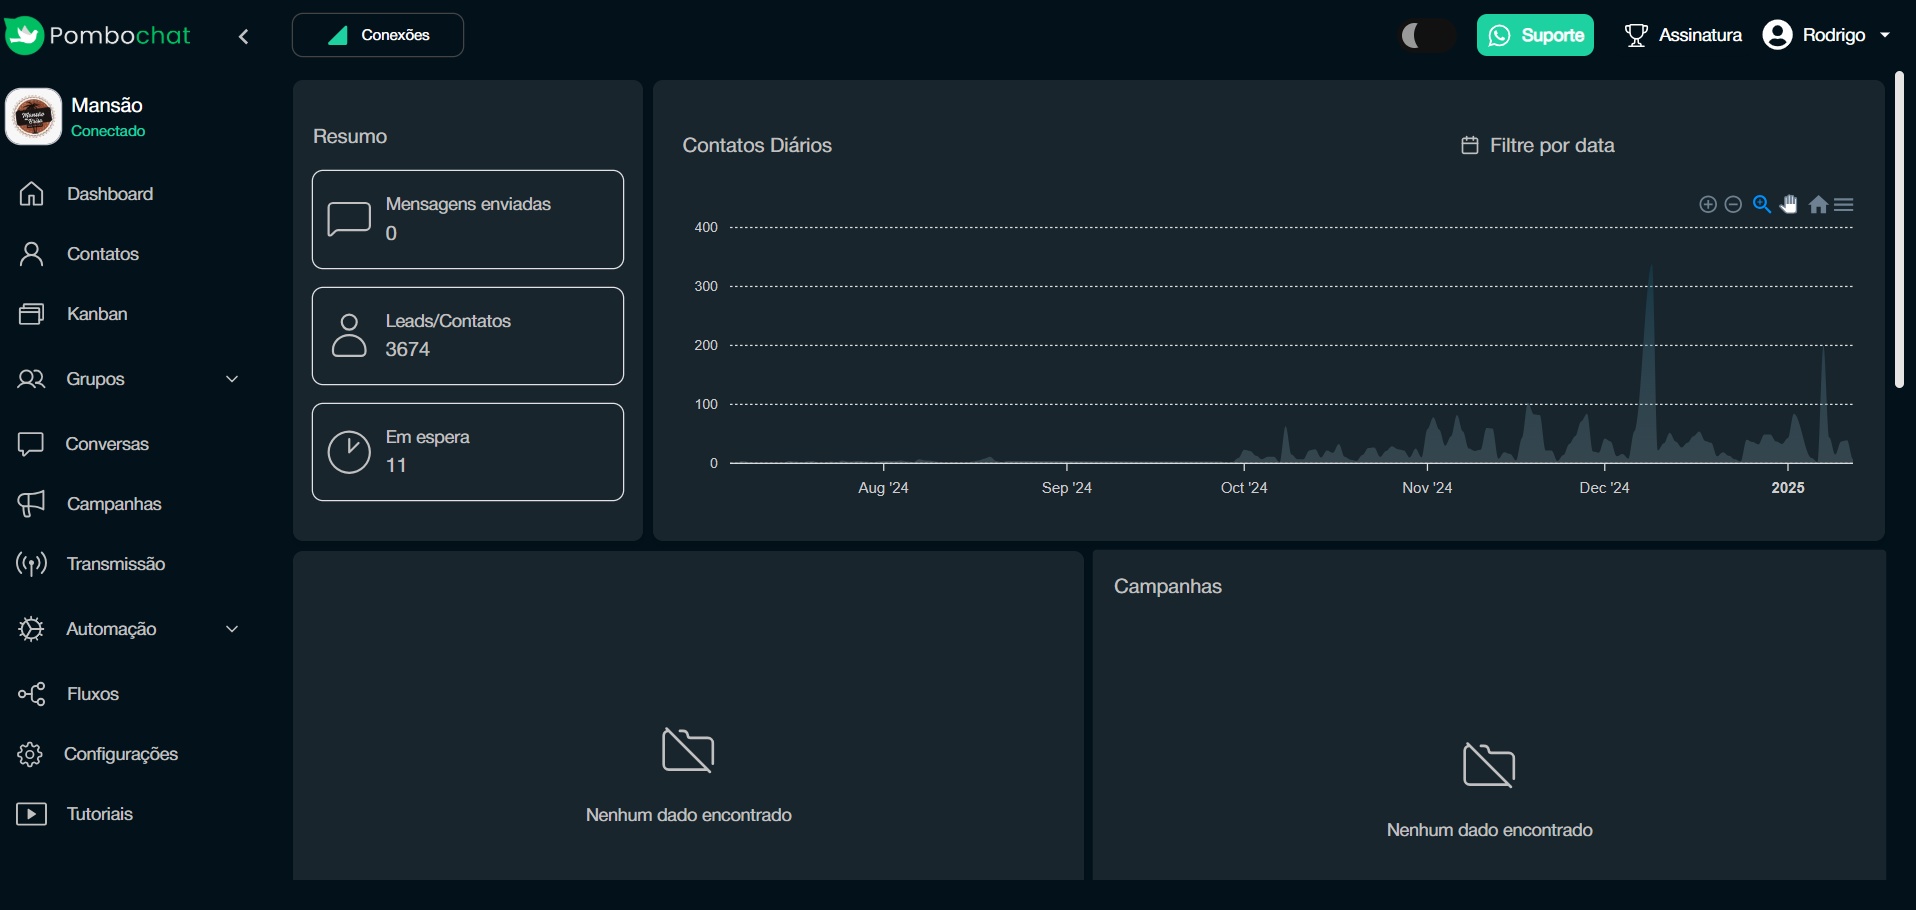 Pombochat
Conexões
Suporte
Assinatura
Rodrigo
Mansão
Conectado
Dashboard
Contatos
Kanban
Grupos
Conversas
Campanhas
Transmissão
Automação
Fluxos
Configurações
Tutoriais
Resumo
Mensagens enviadas
0
Leads/Contatos
3674
Em espera
11
Contatos Diários
Filtre por data
400
300
200
100
0
Aug '24
Sep '24
Oct '24
Nov '24
Dec '24
2025
Nenhum dado encontrado
Campanhas
Nenhum dado encontrado